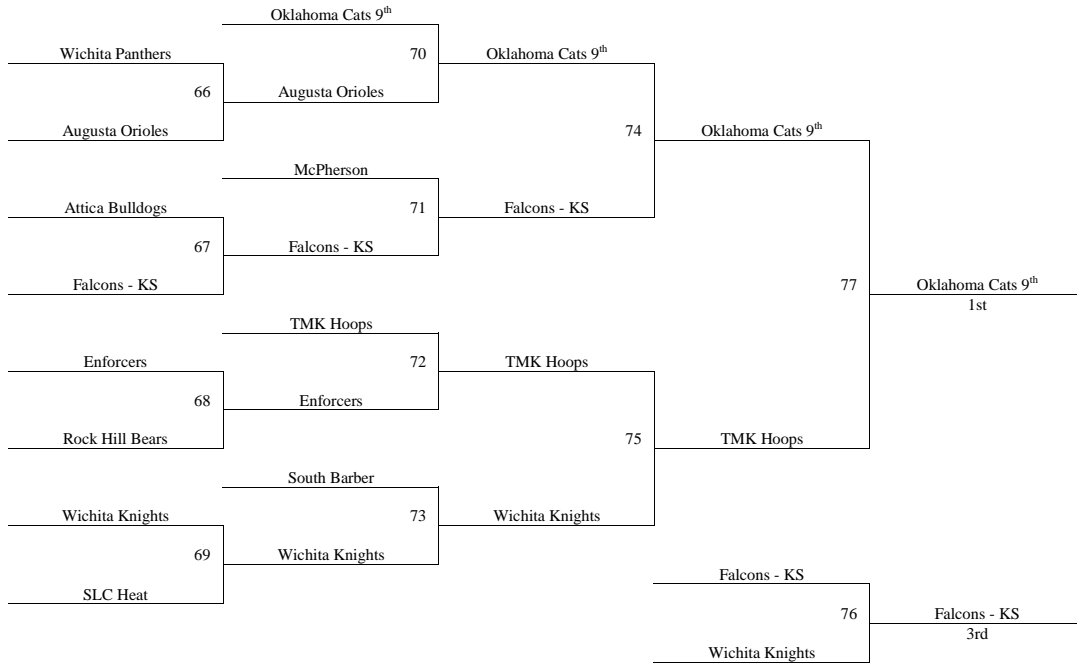 Oklahoma Cats 9th
Wichita Panthers
70
Oklahoma Cats 9th
66
Augusta Orioles
Augusta Orioles
74
Oklahoma Cats 9th
McPherson
Attica Bulldogs
71
Falcons - KS
67
Falcons - KS
Falcons - KS
77
Oklahoma Cats 9th
1st
TMK Hoops
Enforcers
72
TMK Hoops
68
Enforcers
Rock Hill Bears
75
TMK Hoops
South Barber
Wichita Knights
73
Wichita Knights
69
Wichita Knights
SLC Heat
Falcons - KS
76
Falcons - KS
3rd
Wichita Knights